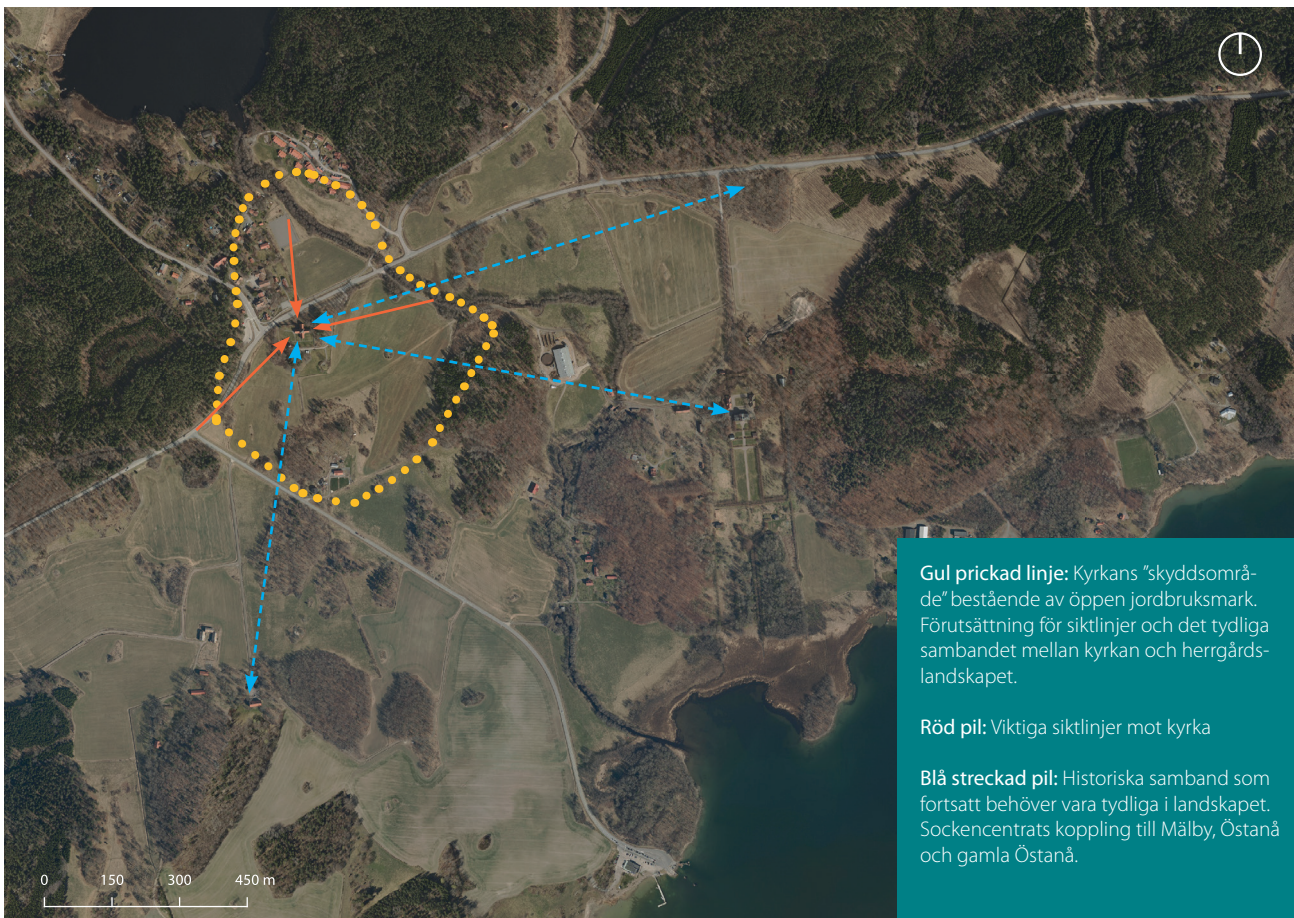 Gul prickad linje: Kyrkans ”skyddsområ-
de” bestående av öppen jordbruksmark.
Förutsättning för siktlinjer och det tydliga
sambandet mellan kyrkan och herrgårds-
landskapet.
Röd pil: Viktiga siktlinjer mot kyrka
Blå streckad pil: Historiska samband som
fortsatt behöver vara tydliga i landskapet.
Sockencentrats koppling till Mälby, Östanå
och gamla Östanå.
0 150 300 450 m